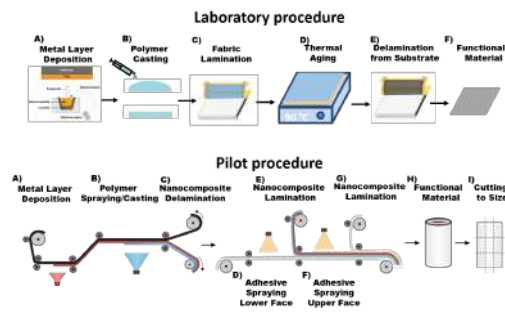 Laboratory procedure
A)
Metal Layer
Deposition
B)
Polymer
Casting
C)
Fabric
Lamination
D)
Thermal
Aging
80 °C
E)
Delamination
from Substrate
F)
Functional
Material
Pilot procedure
A)
Metal Layer
Deposition
B)
Polymer
Spraying/Casting
C)
Nanocomposite
Delamination
E)
Nanocomposite
Lamination
G)
Nanocomposite
Lamination
H)
Functional
Material
I)
Cutting
to Size
D)
Adhesive
Spraying
Lower Face
F)
Adhesive
Spraying
Upper Face